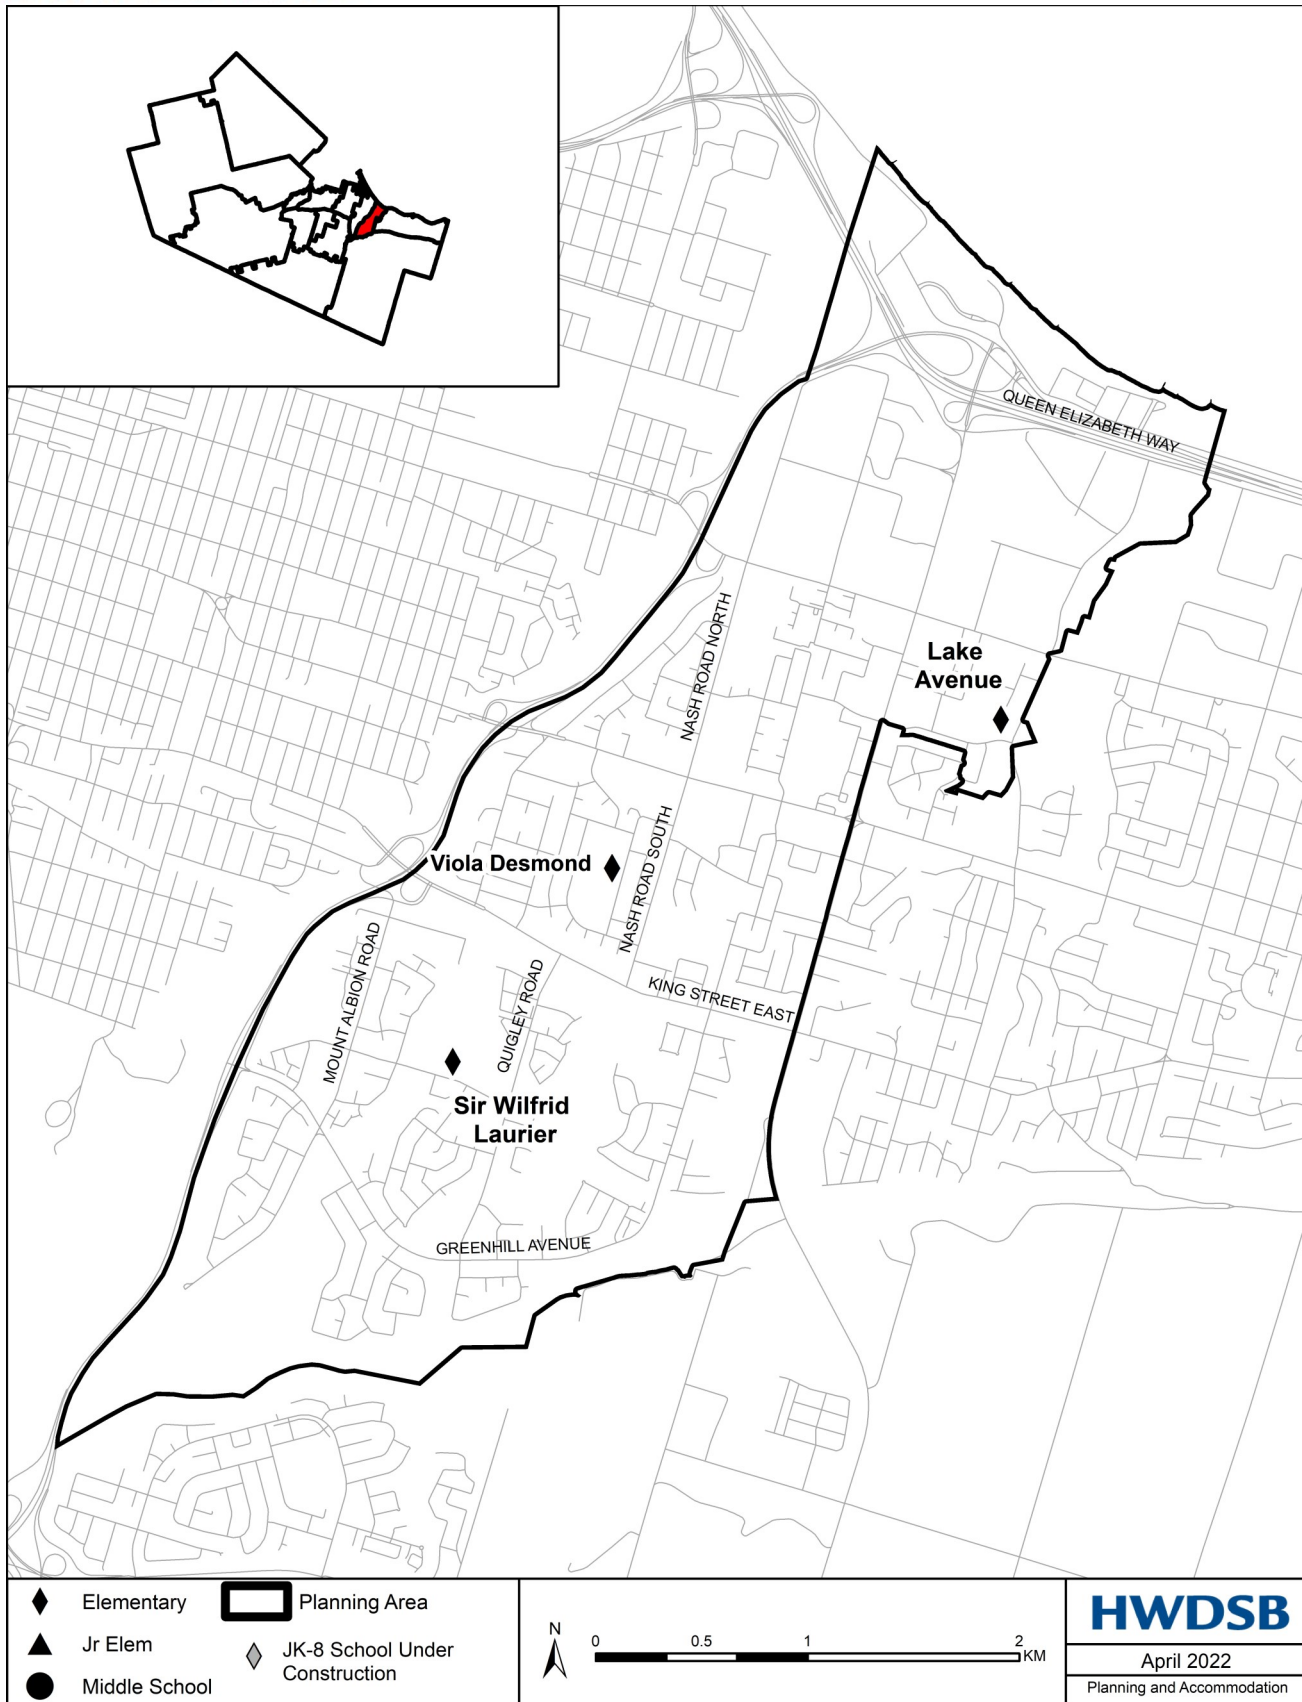 QUEEN ELIZABETH WAY
NASH ROAD NORTH
Lake
Avenue
Viola Desmond
NASH ROAD SOUTH
MOUNT ALBION ROAD
QUIGLEY ROAD
KING STREET EAST
Sir Wilfrid
Laurier
GREENHILL AVENUE
Elementary
Planning Area
Jr Elem
JK-8 School Under
Construction
Middle School
N
0 0.5 1 2
KM
HWDSB
April 2022
Planning and Accommodation